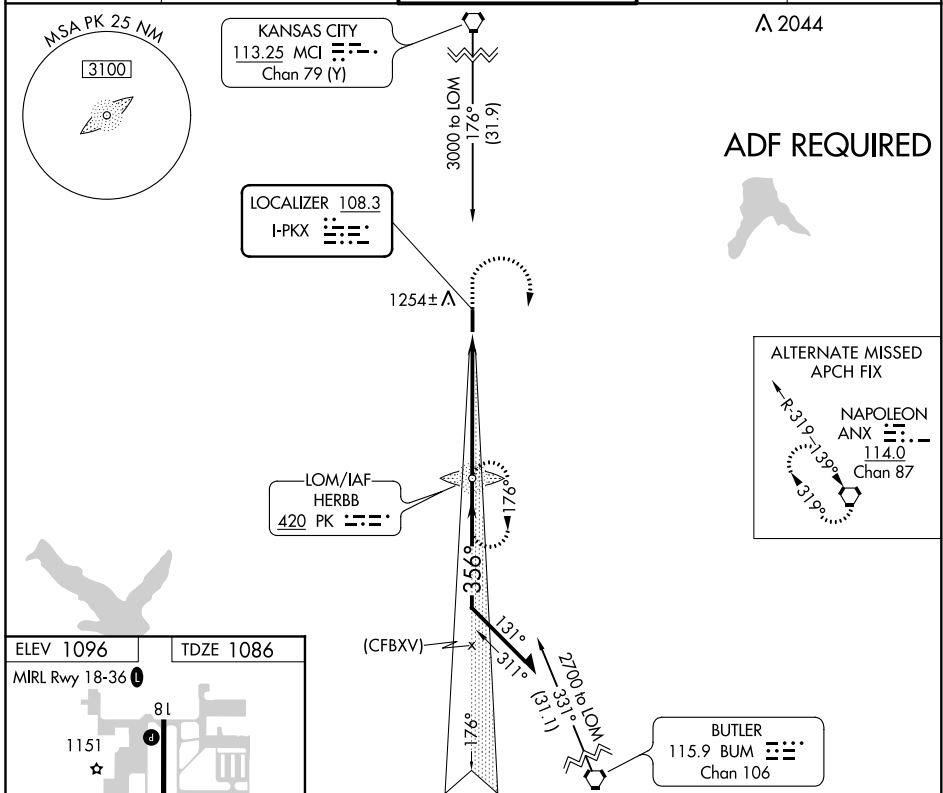 MSA PK 25 NM
3100
KANSAS CITY
113.25 MCI
Chan 79 (Y)
3000 to LOM
176°
(31.9)
2044
ADF REQUIRED
LOCALIZER 108.3
I-PKX
1254±
ALTERNATE MISSED
APCH FIX
R-319
139°
319°
NAPOLEON
ANX
114.0
Chan 87
LOM/IAF
HERBB
420 PK
176°
356°
(CFBXV)
x
131°
311°
(31.1)
2700 to LOM
331°
176°
BUTLER
115.9 BUM
Chan 106
ELEV 1096
TDZE 1086
MIRL Rwy 18-36 L
18
P
1151